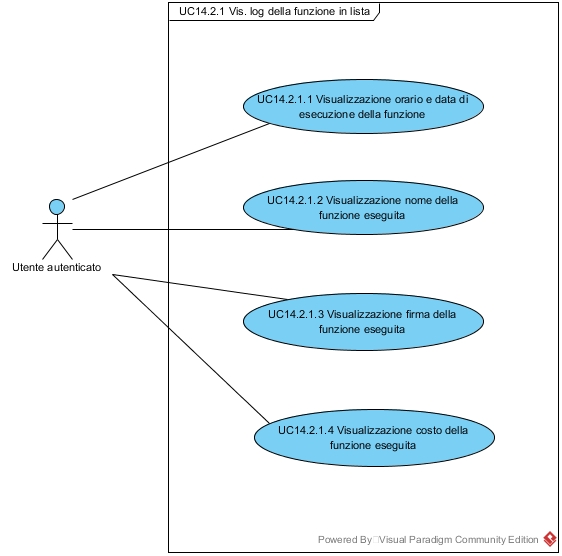 UC14.2.1 Vis. log della funzione in lista
UC14.2.1.1 Visualizzazione orario e data di
esecuzione della funzione
UC14.2.1.2 Visualizzazione nome della
funzione eseguita
Utente autenticato
UC14.2.1.3 Visualizzazione firma della
funzione eseguita
UC14.2.1.4 Visualizzazione costo della
funzione eseguita
Powered By Visual Paradigm Community Edition